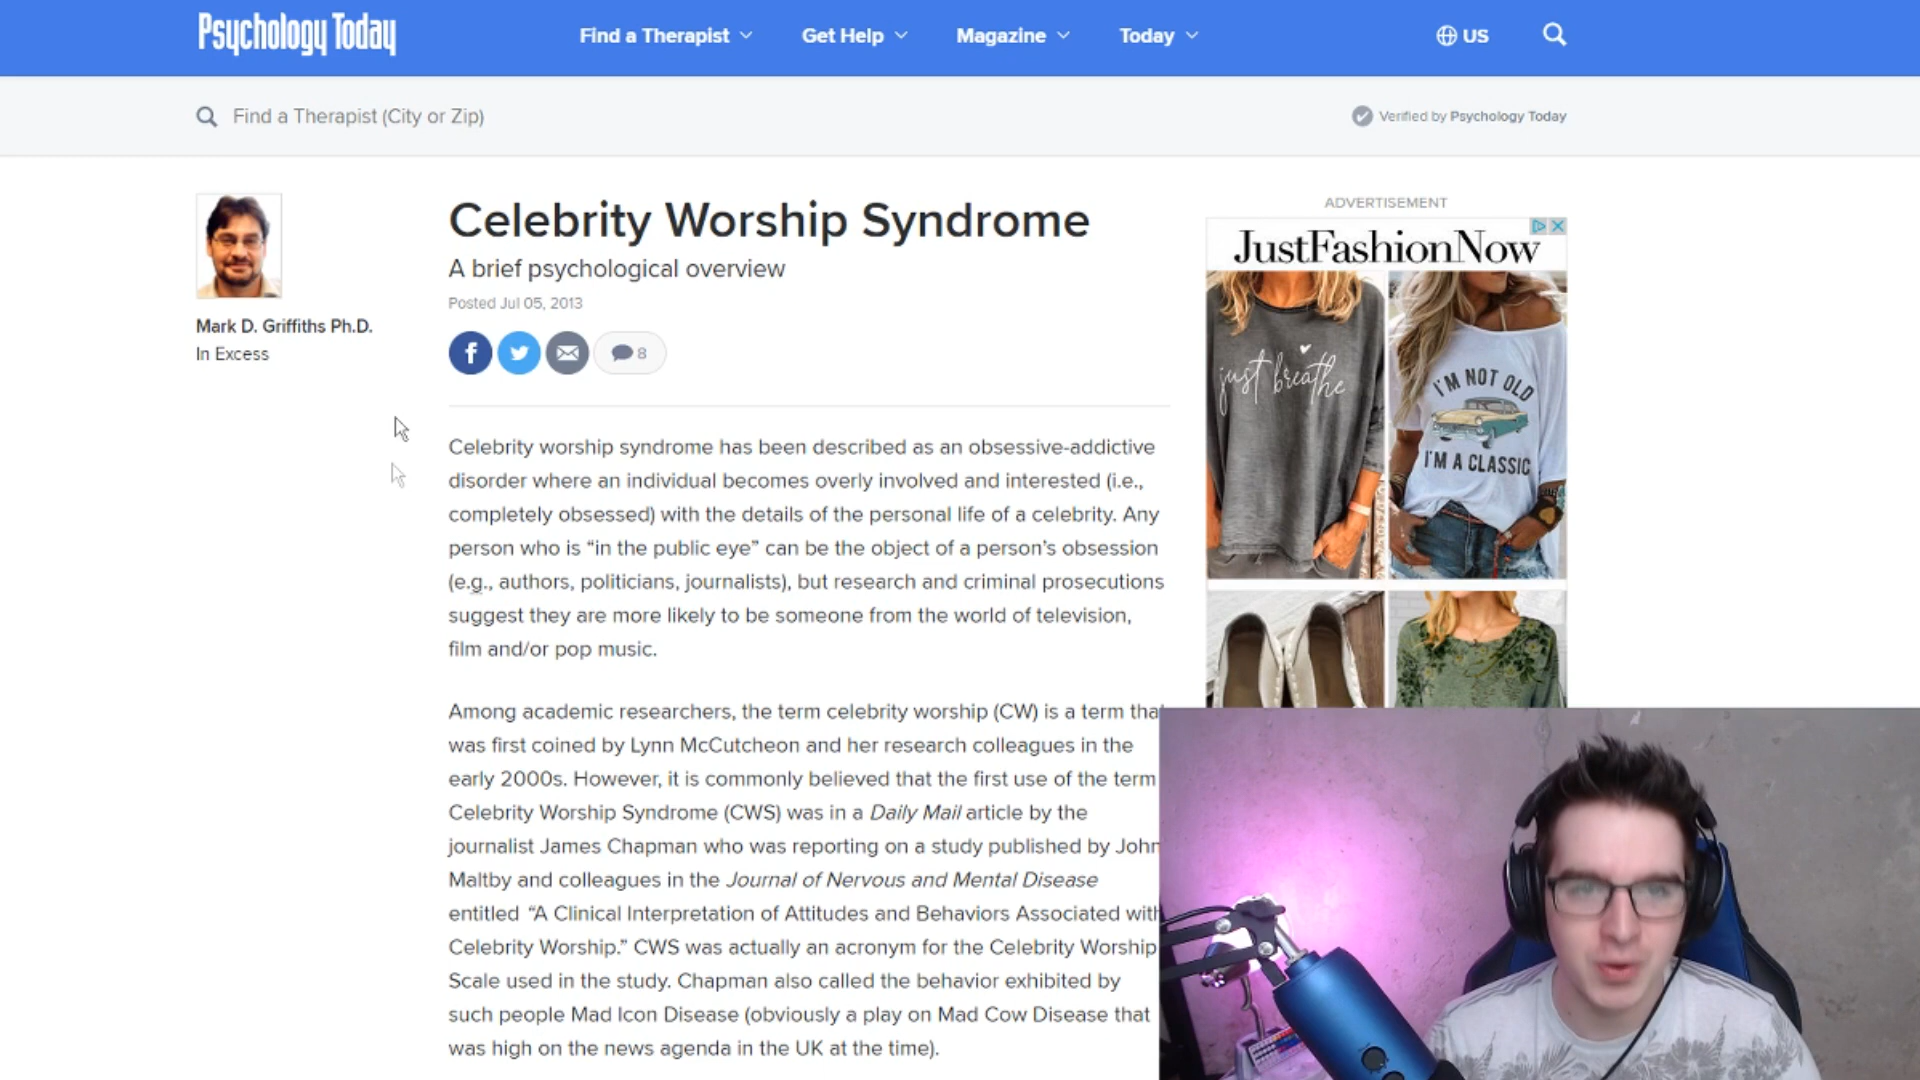 Psychology Today
Find a Therapist
Get Help
Magazine
Today
US
Find a Therapist (City or Zip)
Verified by Psychology Today
Mark D. Griffiths Ph.D.
In Excess
Celebrity Worship Syndrome
A brief psychological overview
Posted Jul 05, 2013
8
Celebrity worship syndrome has been described as an obsessive-addictive
disorder where an individual becomes overly involved and interested (i.e.,
completely obsessed) with the details of the personal life of a celebrity. Any
person who is “in the public eye” can be the object of a person’s obsession
(e.g., authors, politicians, journalists), but research and criminal prosecutions
suggest they are more likely to be someone from the world of television,
film and/or pop music.
Among academic researchers, the term celebrity worship (CW) is a term that
was first coined by Lynn McCutcheon and her research colleagues in the
early 2000s. However, it is commonly believed that the first use of the term
Celebrity Worship Syndrome (CWS) was in a Daily Mail article by the
journalist James Chapman who was reporting on a study published by John
Maltby and colleagues in the Journal of Nervous and Mental Disease
entitled “A Clinical Interpretation of Attitudes and Behaviors Associated with
Celebrity Worship.” CWS was actually an acronym for the Celebrity Worship
Scale used in the study. Chapman also called the behavior exhibited by
such people Mad Icon Disease (obviously a play on Mad Cow Disease that
was high on the news agenda in the UK at the time).
ADVERTISEMENT
JustFashionNow
just breathe
I'M NOT OLD
I'M A CLASSIC